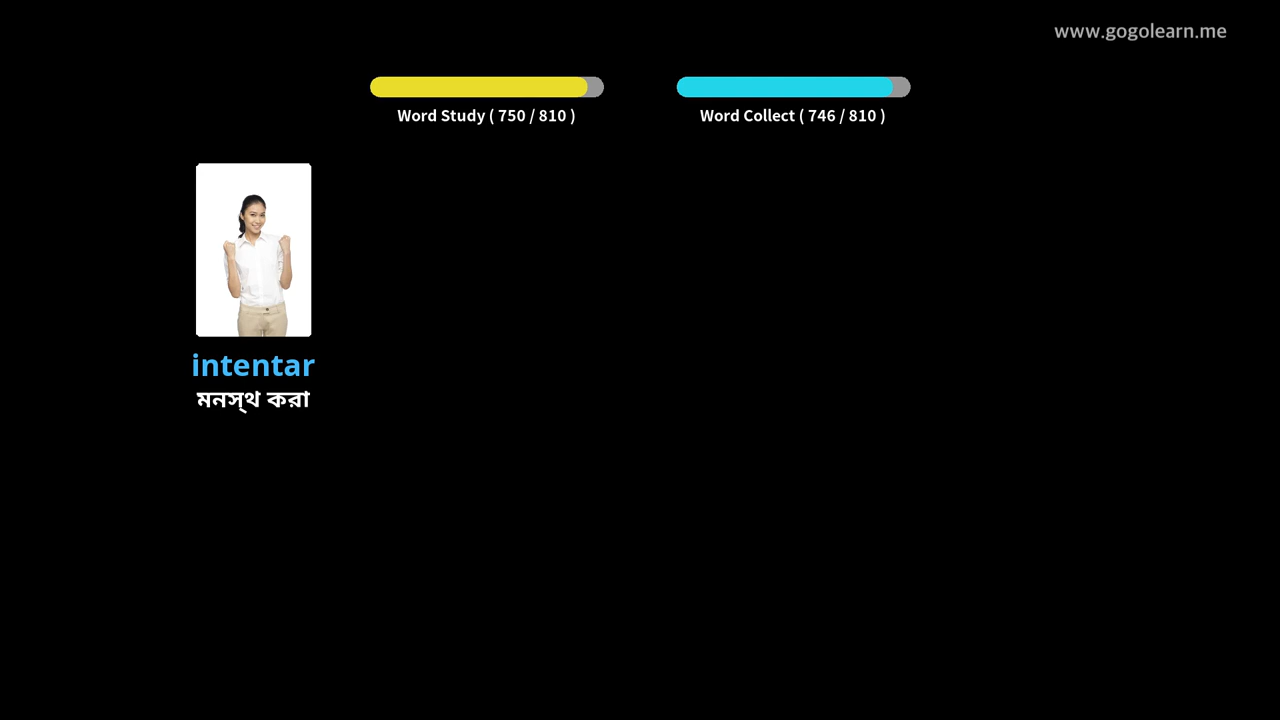 www.gogolearn.me
Word Study ( 750 / 810 )
Word Collect ( 746 / 810 )
intentar
মনস্থ করা